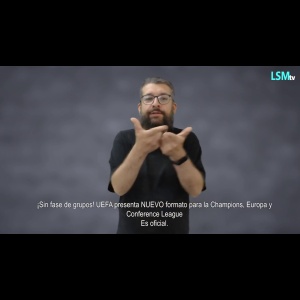 LSMtv
¡Sin fase de grupos! UEFA presenta NUEVO formato para la Champions, Europa y
Conference League
Es oficial.